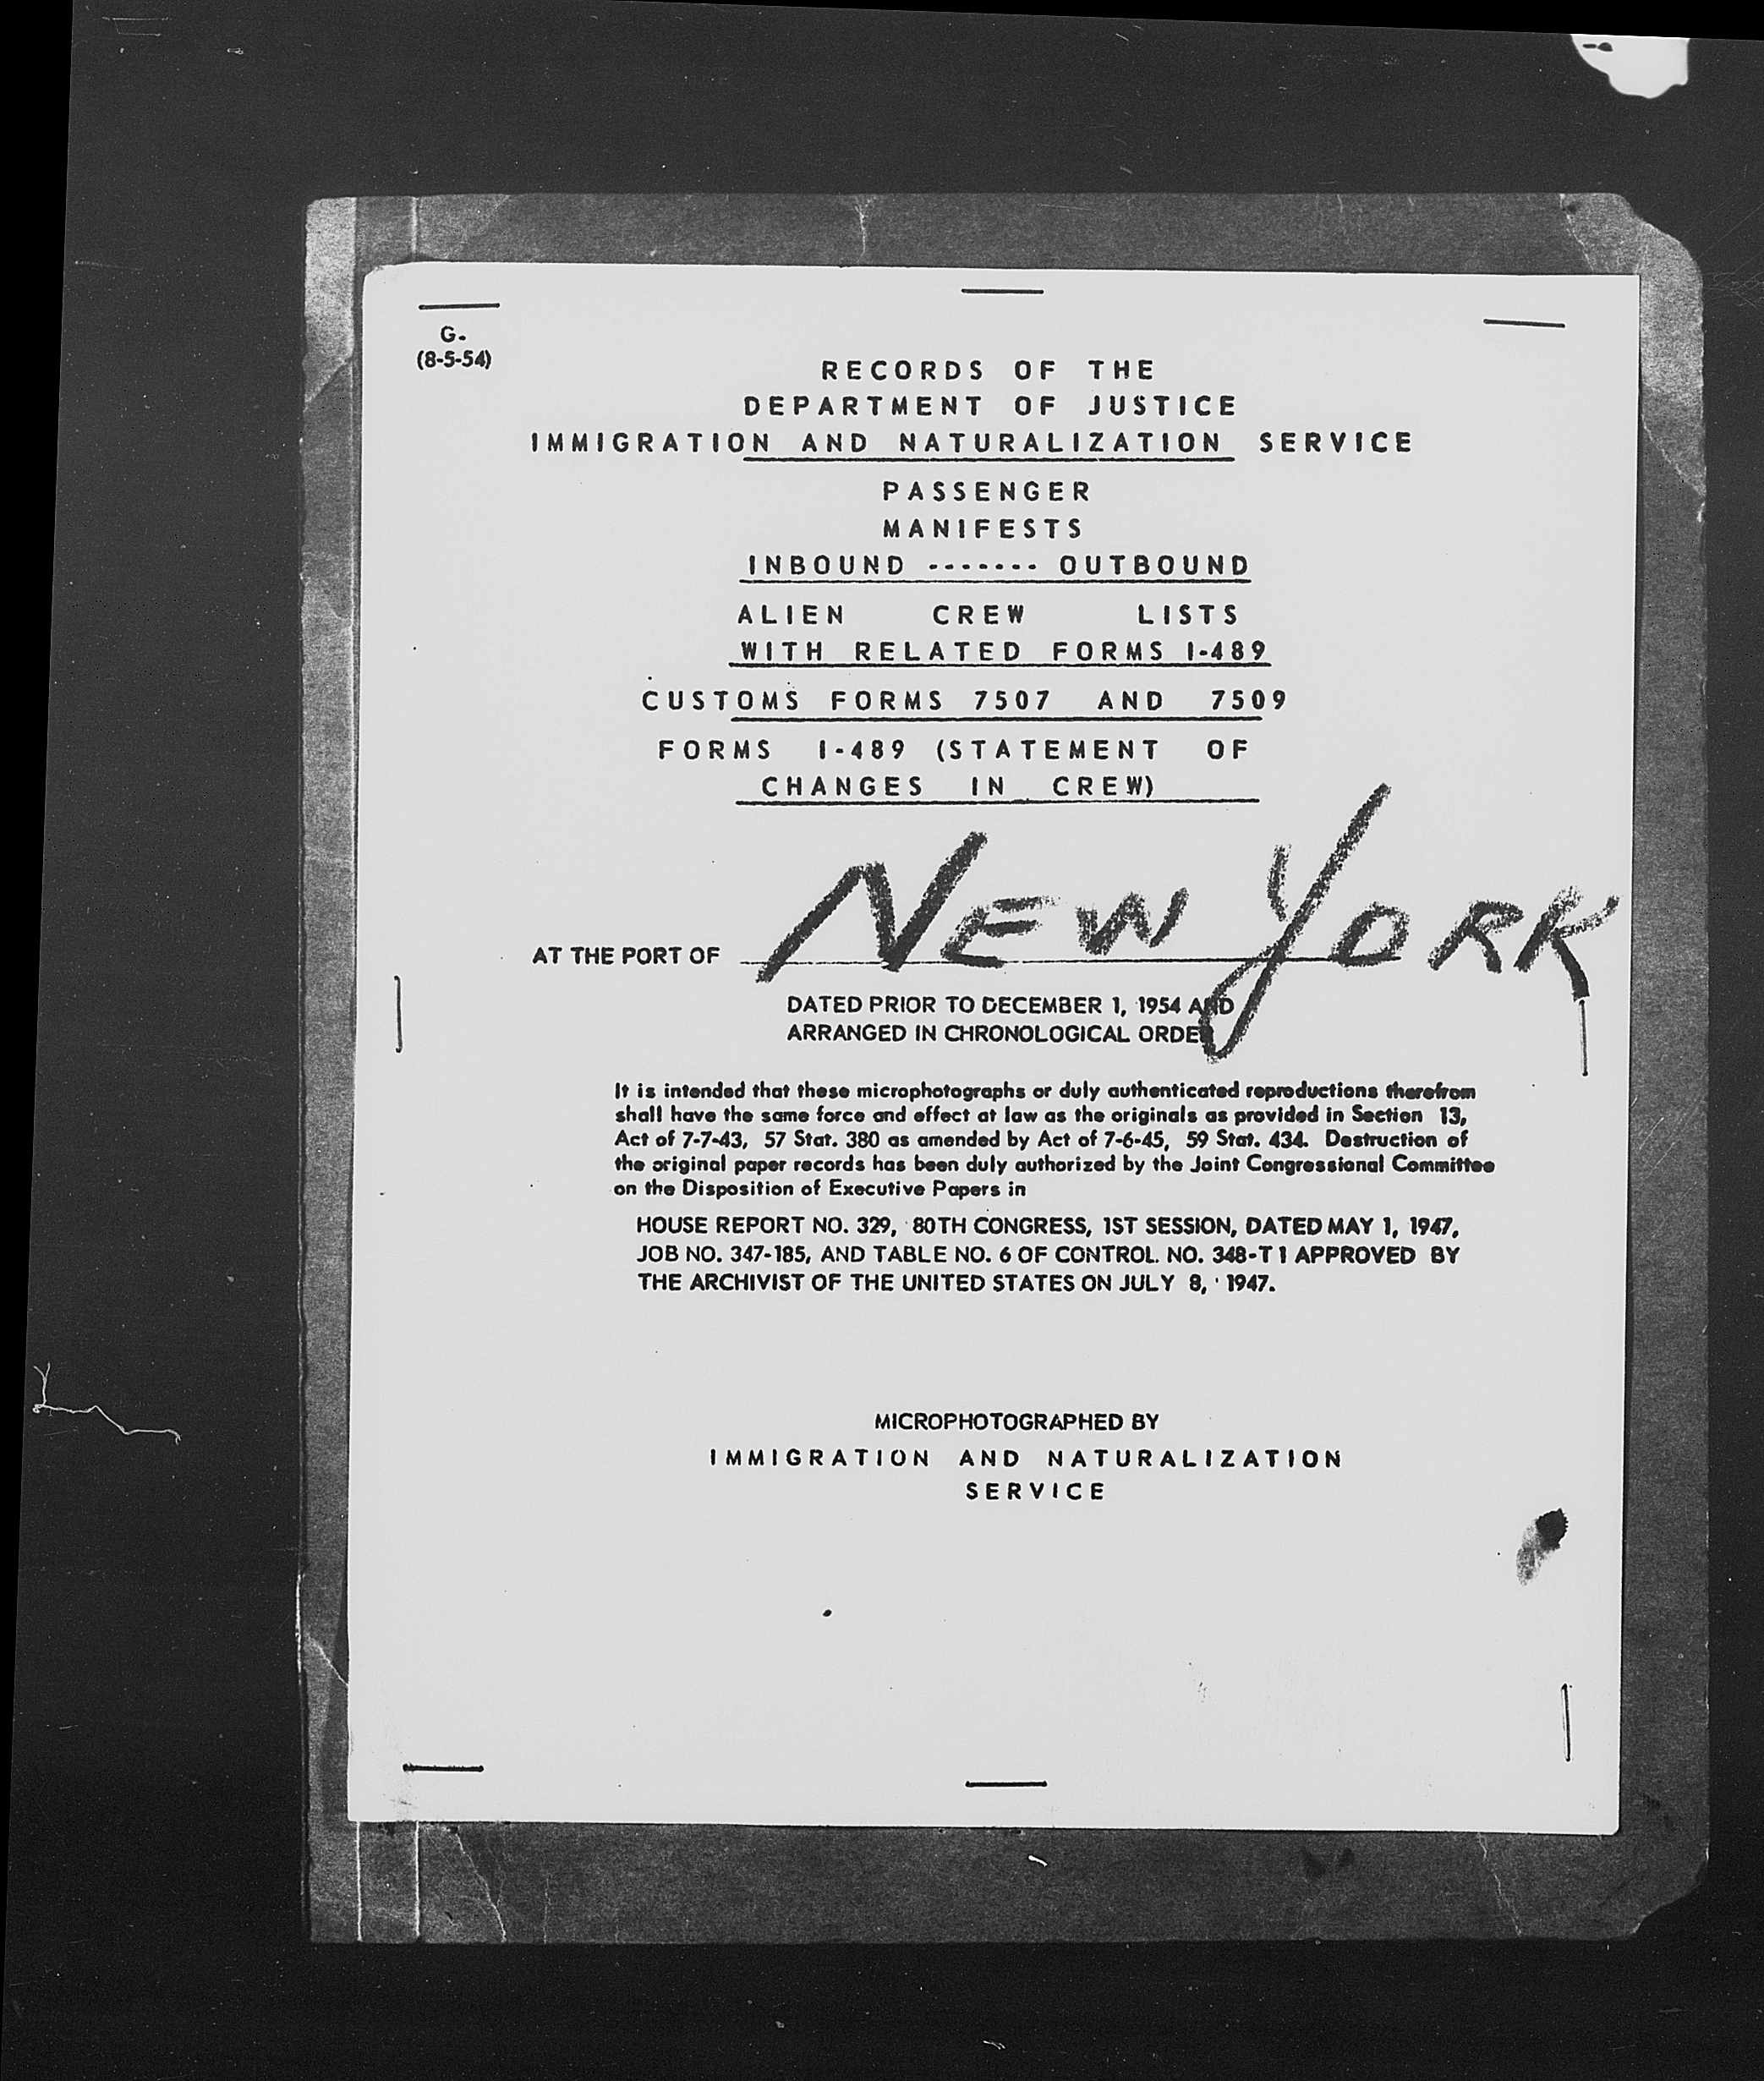 G-
(8-5-54)
RECORDS OF THE
DEPARTMENT OF JUSTICE
IMMIGRATION AND NATURALIZATION SERVICE
PASSENGER
MANIFESTS
INBOUND ------- OUTBOUND
ALIEN CREW LISTS
WITH RELATED FORMS I-489
CUSTOMS FORMS 7507 AND 7509
FORMS I-489 (STATEMENT OF
CHANGES IN CREW)
AT THE PORT OF NEW YORK
DATED PRIOR TO DECEMBER 1, 1954 AND
ARRANGED IN CHRONOLOGICAL ORDER
It is intended that these microphotographs or duly authenticated reproductions therefrom
shall have the same force and effect at law as the originals as provided in Section 13,
Act of 7-7-43, 57 Stat. 380 as amended by Act of 7-6-45, 59 Stat. 434. Destruction of
the original paper records has been duly authorized by the Joint Congressional Committee
on the Disposition of Executive Papers in
HOUSE REPORT NO. 329, 80TH CONGRESS, 1ST SESSION, DATED MAY 1, 1947,
JOB NO. 347-185, AND TABLE NO. 6 OF CONTROL. NO. 348-T1 APPROVED BY
THE ARCHIVIST OF THE UNITED STATES ON JULY 8, 1947.
MICROPHOTOGRAPHED BY
IMMIGRATION AND NATURALIZATION
SERVICE